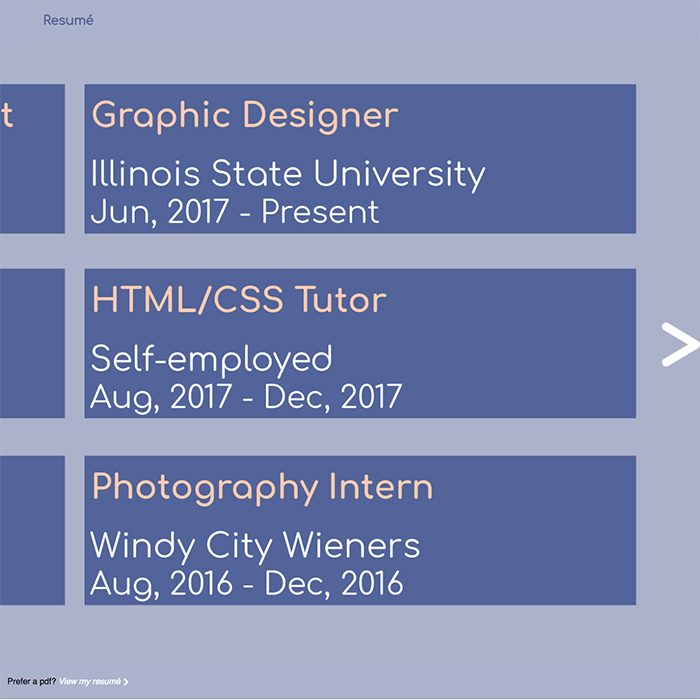 Resumé
t
Graphic Designer
Illinois State University
Jun, 2017 - Present
HTML/CSS Tutor
Self-employed
Aug, 2017 - Dec, 2017
Photography Intern
Windy City Wieners
Aug, 2016 - Dec, 2016
Prefer a pdf? View my resumé